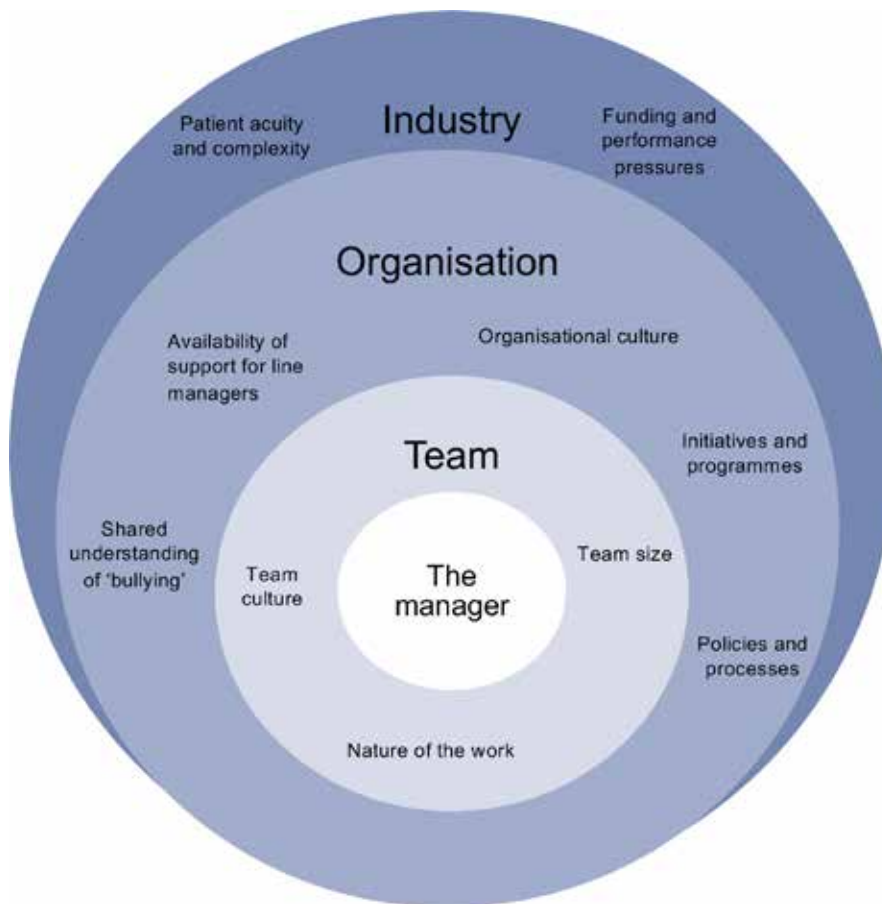 Industry
Patient acuity
and complexity
Funding and
performance
pressures
Organisation
Availability of
support for line
managers
Organisational culture
Initiatives and
programmes
Shared
understanding
of ‘bullying’
Policies and
processes
Team
Team
culture
Team size
Nature of the work
The
manager